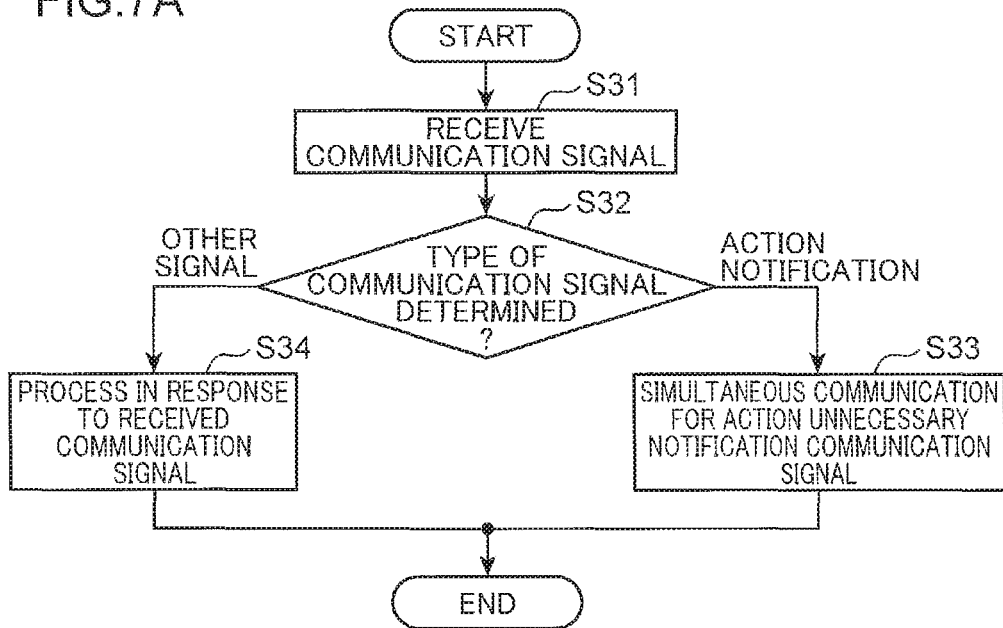 FIG.7A
START
S31
RECEIVE
COMMUNICATION SIGNAL
S32
OTHER
SIGNAL
TYPE OF
COMMUNICATION SIGNAL
DETERMINED
?
ACTION
NOTIFICATION
S34
PROCESS IN RESPONSE
TO RECEIVED
COMMUNICATION
SIGNAL
S33
SIMULTANEOUS COMMUNICATION
FOR ACTION UNNECESSARY
NOTIFICATION COMMUNICATION
SIGNAL
END